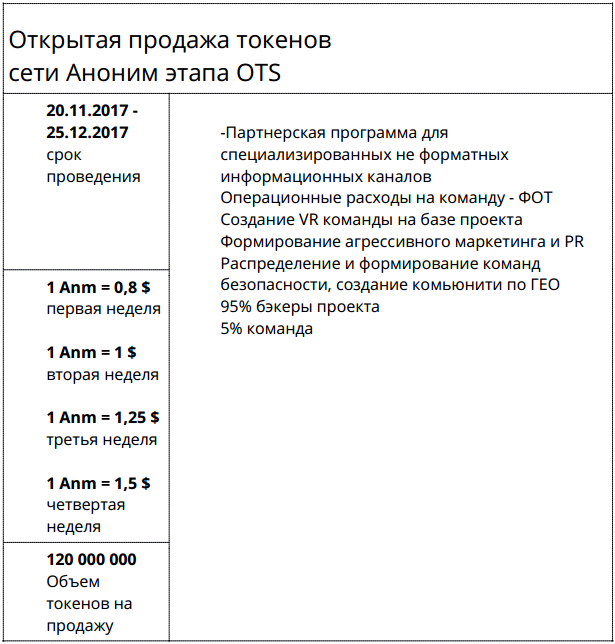 Открытая продажа токенов
сети Аноним этапа OTS
20.11.2017 -
25.12.2017
срок
проведения
-Партнерская программа для
специализированных не форматных
информационных каналов
Операционные расходы на команду - ФОТ
Создание VR команды на базе проекта
Формирование агрессивного маркетинга и PR
Распределение и формирование команд
безопасности, создание комьюнити по ГЕО
95% бэкеры проекта
5% команда
1 Anm = 0,8 $
первая неделя
1 Anm = 1 $
вторая неделя
1 Anm = 1,25 $
третья неделя
1 Anm = 1,5 $
четвертая
неделя
120 000 000
Объем
токенов на
продажу